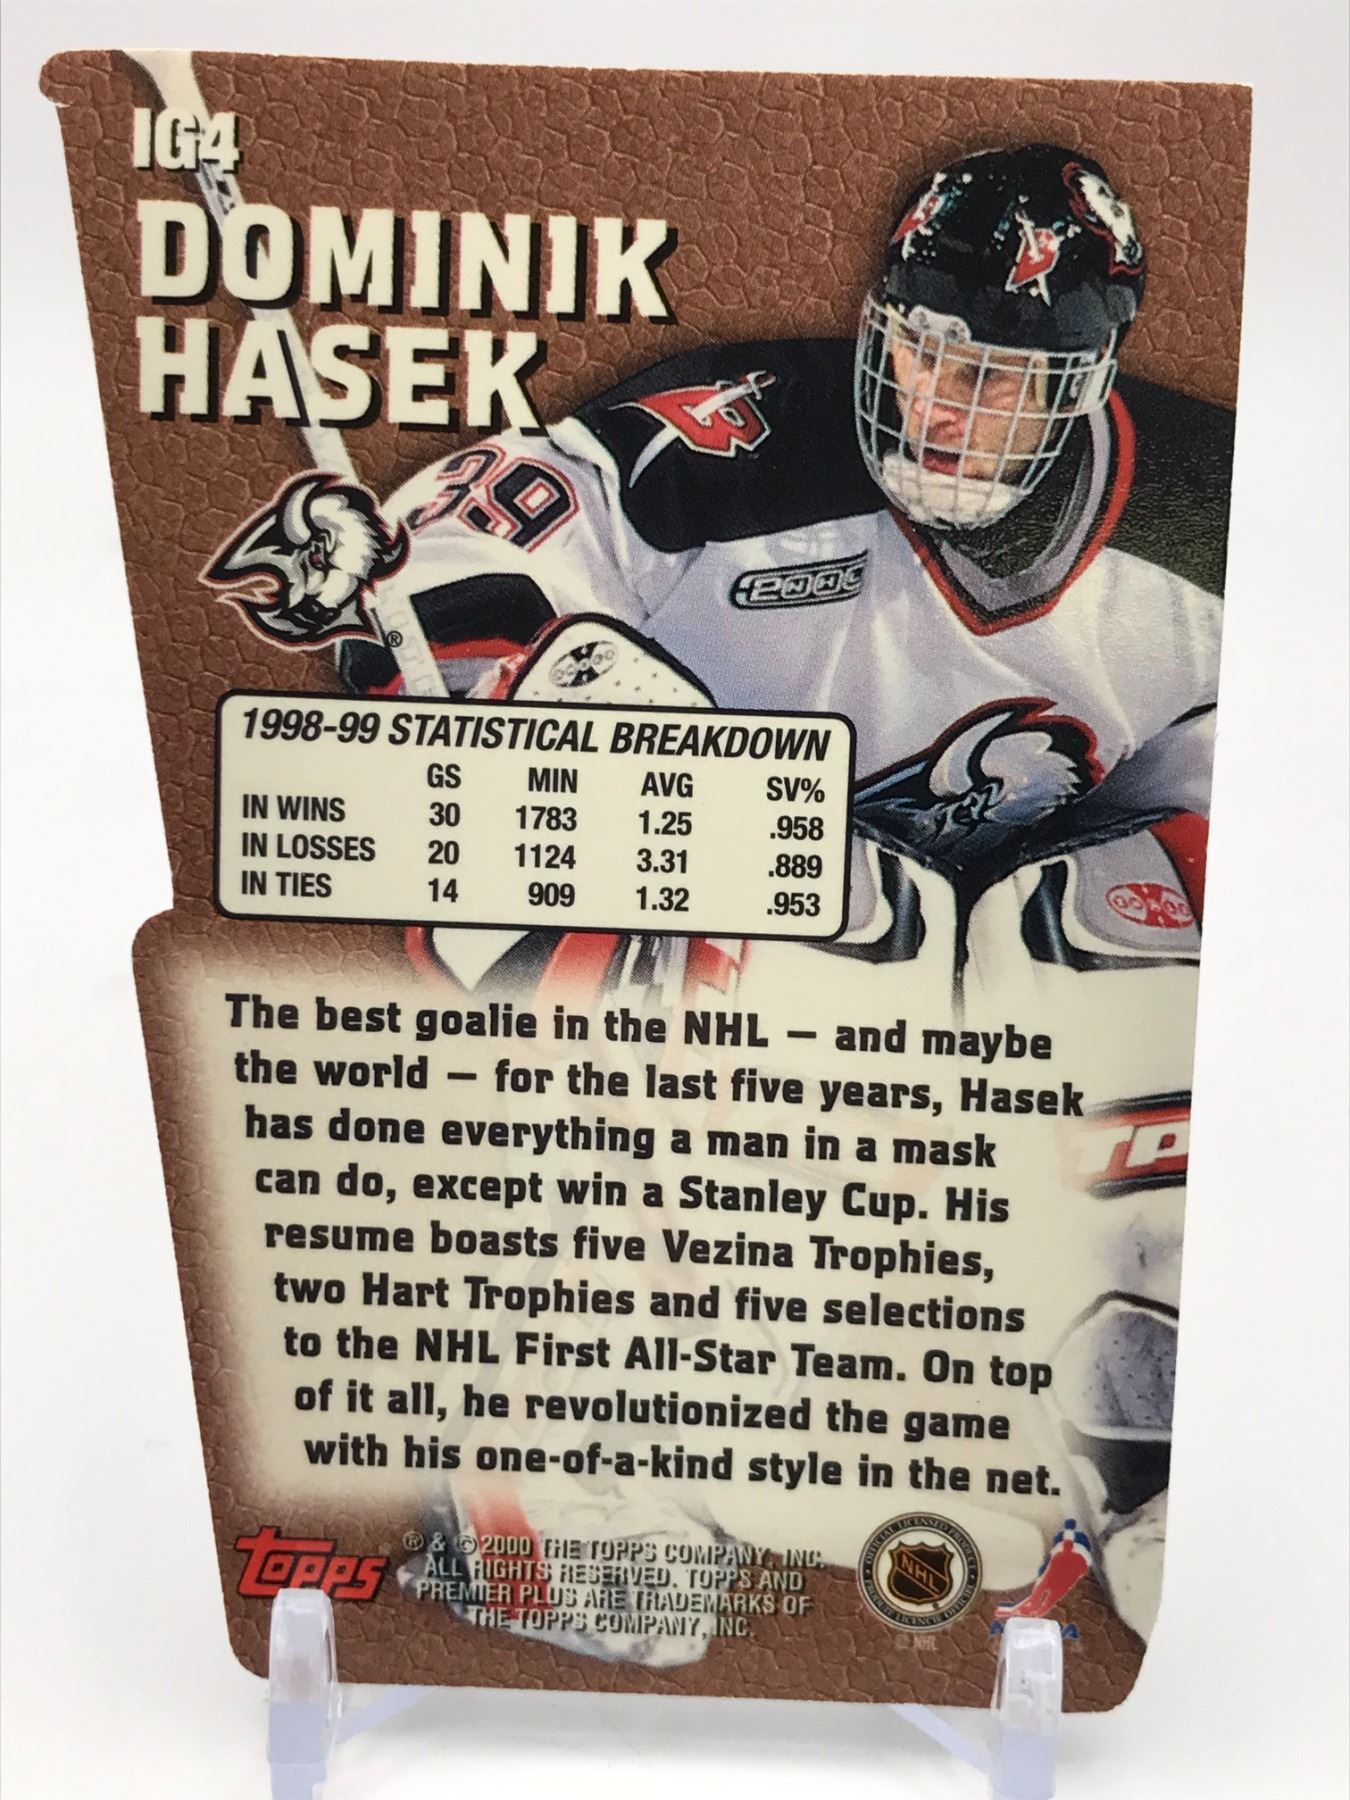 IG4
DOMINIK
HASEK
39
2000
®
1998-99 STATISTICAL BREAKDOWN
GS MIN AVG SV%
IN WINS 30 1783 1.25 .958
IN LOSSES 20 1124 3.31 .889
IN TIES 14 909 1.32 .953
The best goalie in the NHL – and maybe
the world – for the last five years, Hasek
has done everything a man in a mask
can do, except win a Stanley Cup. His
resume boasts five Vezina Trophies,
two Hart Trophies and five selections
to the NHL First All-Star Team. On top
of it all, he revolutionized the game
with his one-of-a-kind style in the net.
topps
® & © 2000 THE TOPPS COMPANY, INC.
ALL RIGHTS RESERVED. TOPPS AND
PREMIER PLUS ARE TRADEMARKS OF
THE TOPPS COMPANY, INC.
OFFICIAL LICENSED PRODUCT
NHL
© NHL